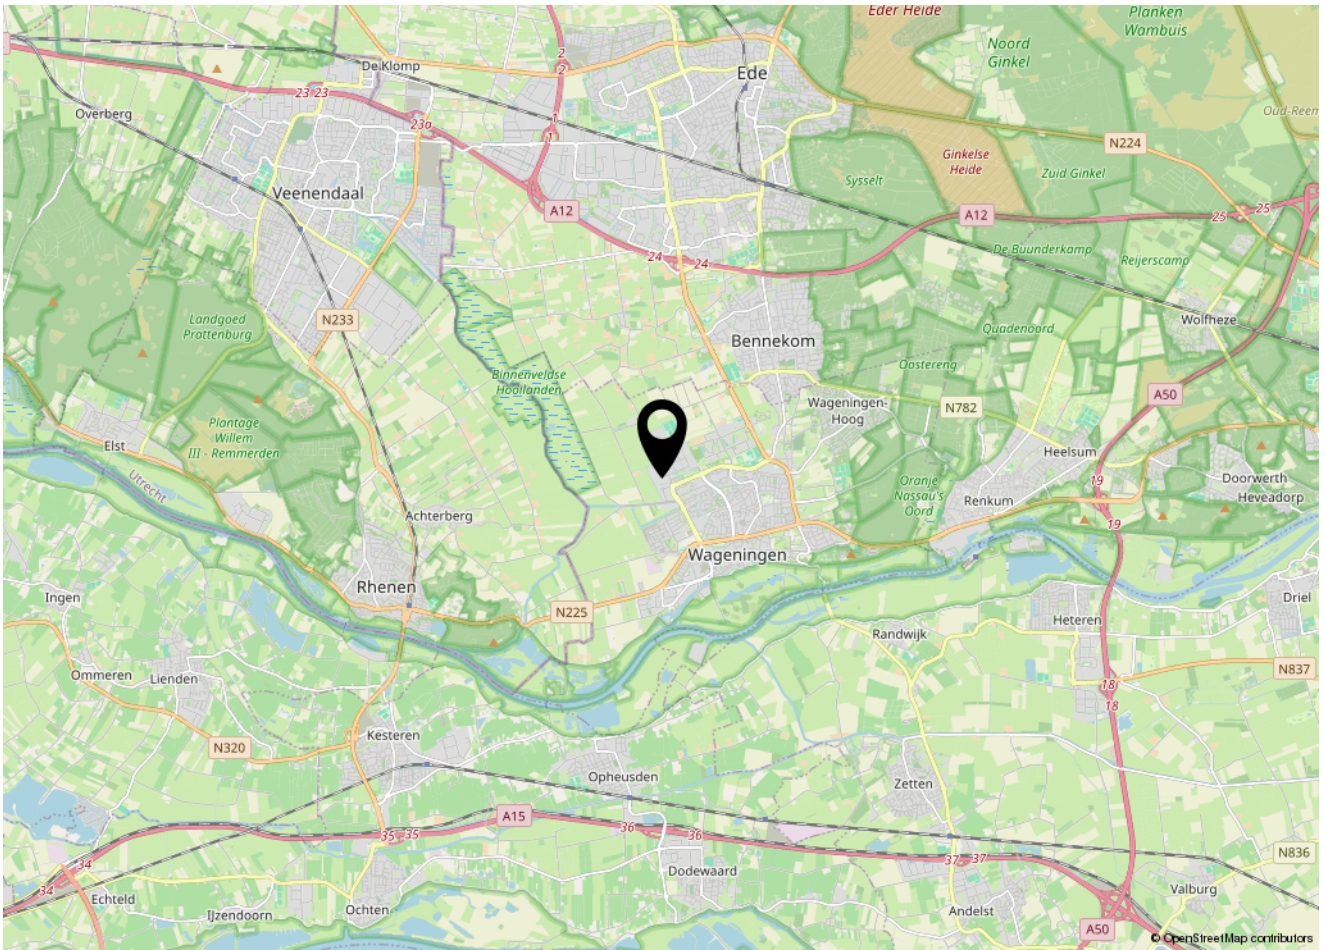 Eder Heide
Planken
Wambuis
2
2
Noord
Ginkel
De Klomp
Ede
23 23
Overberg
1
1
23a
Oud-Reem
N224
Ginkelse
Heide
Sysselt
Zuid Ginkel
Veenendaal
A12
A12
25
25
24
24
De Buunderkamp
Reijerscamp
Landgoed
Prattenburg
N233
Wolfheze
Quadenoord
Bennekom
Oostereng
Binnenveldse
Hooilanden
A50
Wageningen-
Hoog
N782
Plantage
Willem
III - Remmerden
Elst
Heelsum
Doorwerth
Heveadorp
Oranje
Nassau's
Oord
19
Renkum
Utrecht
Achterberg
19
Wageningen
Rhenen
Ingen
N225
Driel
Heteren
Randwijk
Ommeren
Lienden
N837
18
18
Kesteren
N320
Opheusden
Zetten
A15
35
35
36
36
N836
34
34
37
37
Dodewaard
Echteld
Valburg
IJzendoorn
Ochten
Andelst
A50
© OpenStreetMap contributors